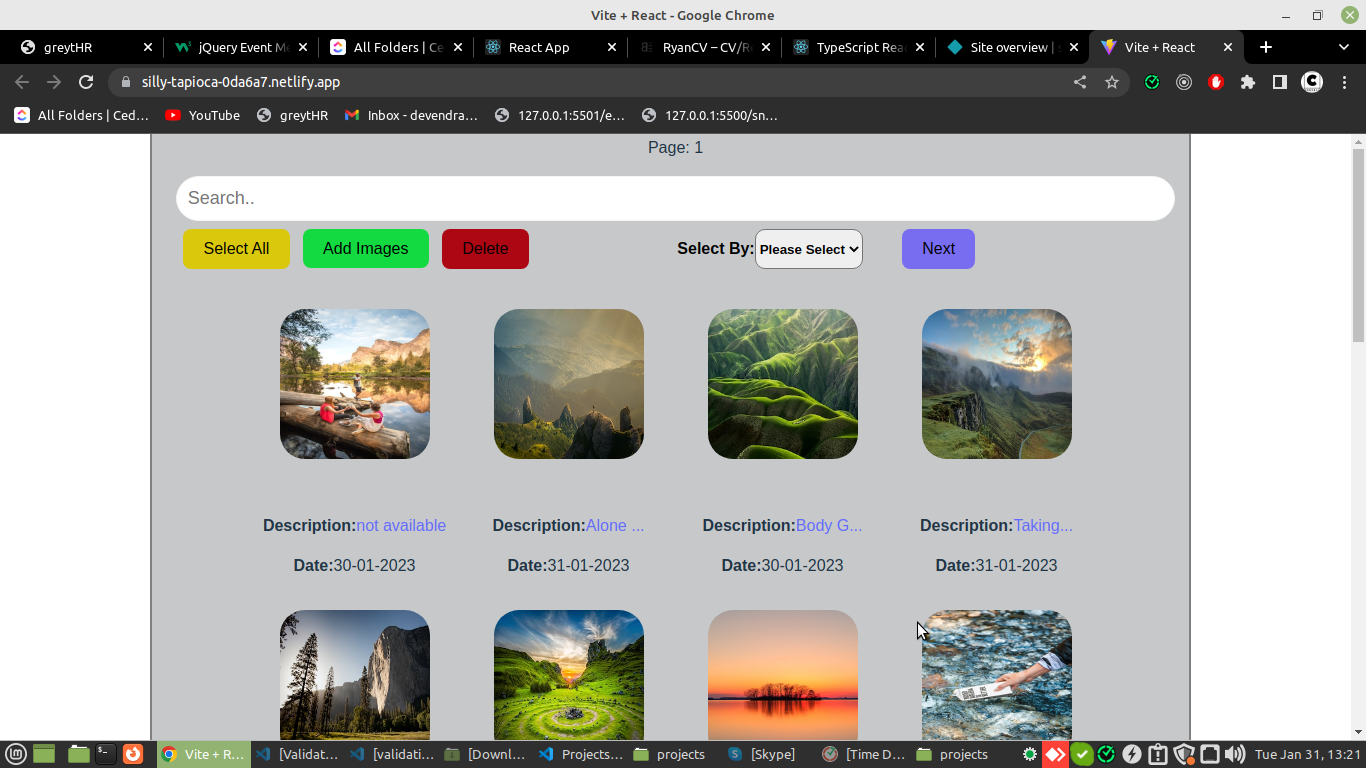 Vite + React - Google Chrome
greytHR
jQuery Event Me
All Folders | Ce
React App
RyanCV – CV/Re
TypeScript Reac
Site overview | s
Vite + React
silly-tapioca-0da6a7.netlify.app
All Folders | Ced...
YouTube
greytHR
Inbox - devendra...
127.0.0.1:5501/e...
127.0.0.1:5500/sn...
Page: 1
Search..
Select All
Add Images
Delete
Select By:
Please Select
Next
Description:not available
Description:Alone ...
Description:Body G...
Description:Taking...
Date:30-01-2023
Date:31-01-2023
Date:30-01-2023
Date:31-01-2023
Vite + R...
[Validat...
[validati...
[Downl...
Projects...
projects
[Skype]
[Time D...
projects
Tue Jan 31, 13:21